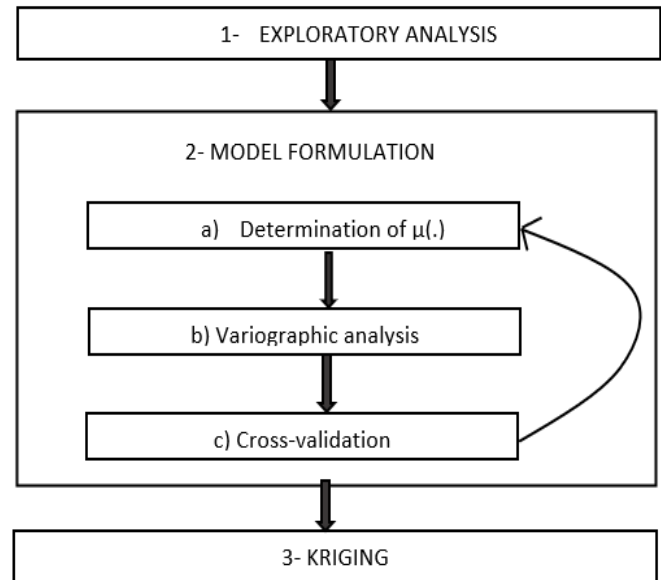 1- EXPLORATORY ANALYSIS
2- MODEL FORMULATION
a) Determination of μ(.)
b) Variographic analysis
c) Cross-validation
3- KRIGING